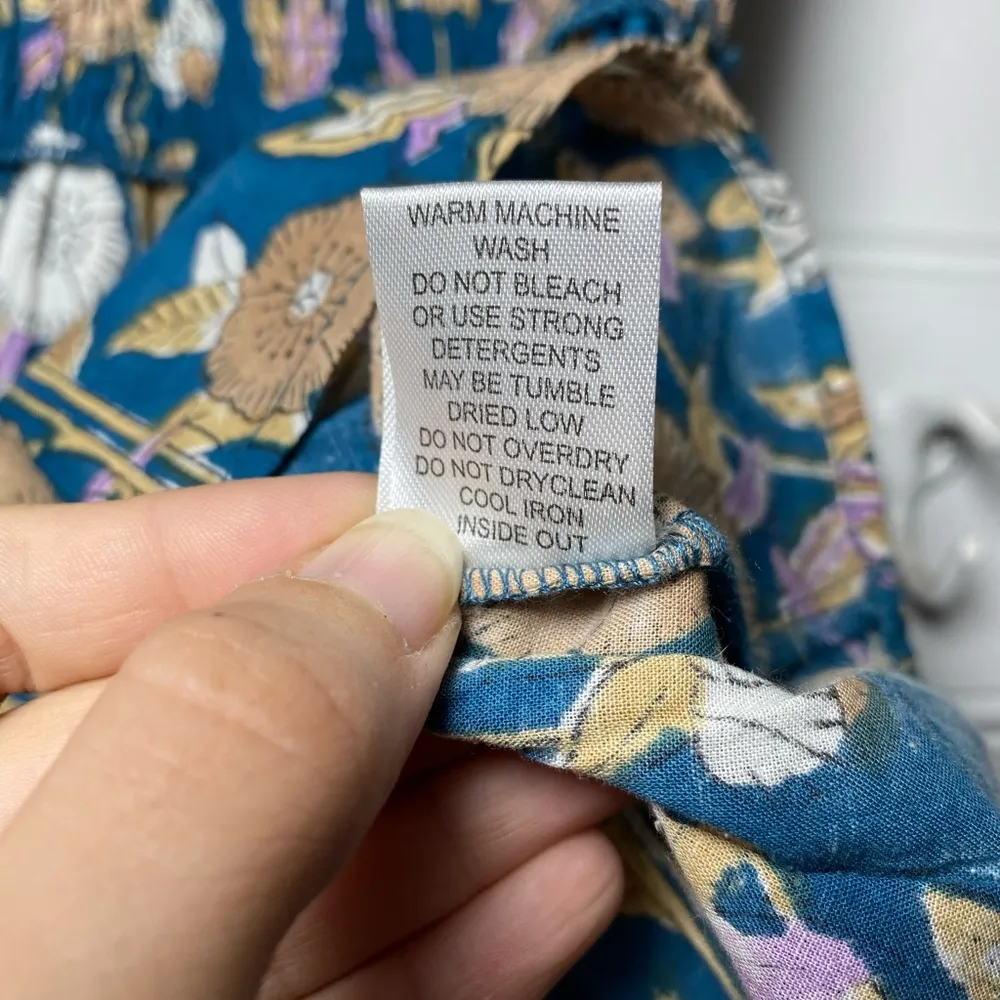 WARM MACHINE
WASH
DO NOT BLEACH
OR USE STRONG
DETERGENTS
MAY BE TUMBLE
DRIED LOW
DO NOT OVERDRY
DO NOT DRYCLEAN
COOL IRON
INSIDE OUT